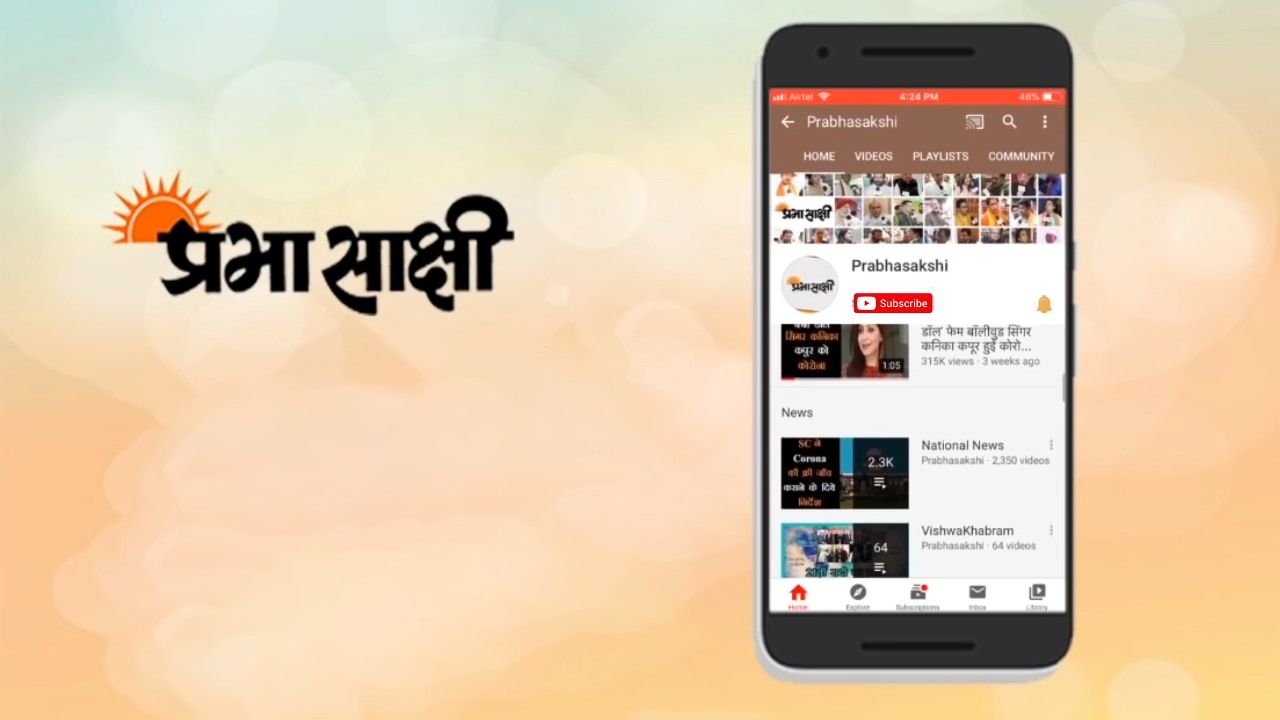 प्रभासाक्षी
Airtel 4:24 PM 46%
Prabhasakshi
HOME VIDEOS PLAYLISTS COMMUNITY
प्रभासाक्षी
Prabhasakshi
प्रभासाक्षी
Subscribe
डॉल' फेम बॉलीवुड सिंगर
कनिका कपूर हुईं कोरो...
315K views · 3 weeks ago
सिंगर कनिका
कपूर को
कोरोना
1:05
News
SC ने
Corona
की फ्री जाँच
कराने के दिये
निर्देश
2.3K
National News
Prabhasakshi · 2,350 videos
64
VishwaKhabram
Prabhasakshi · 64 videos
Home Explore Subscriptions Inbox Library